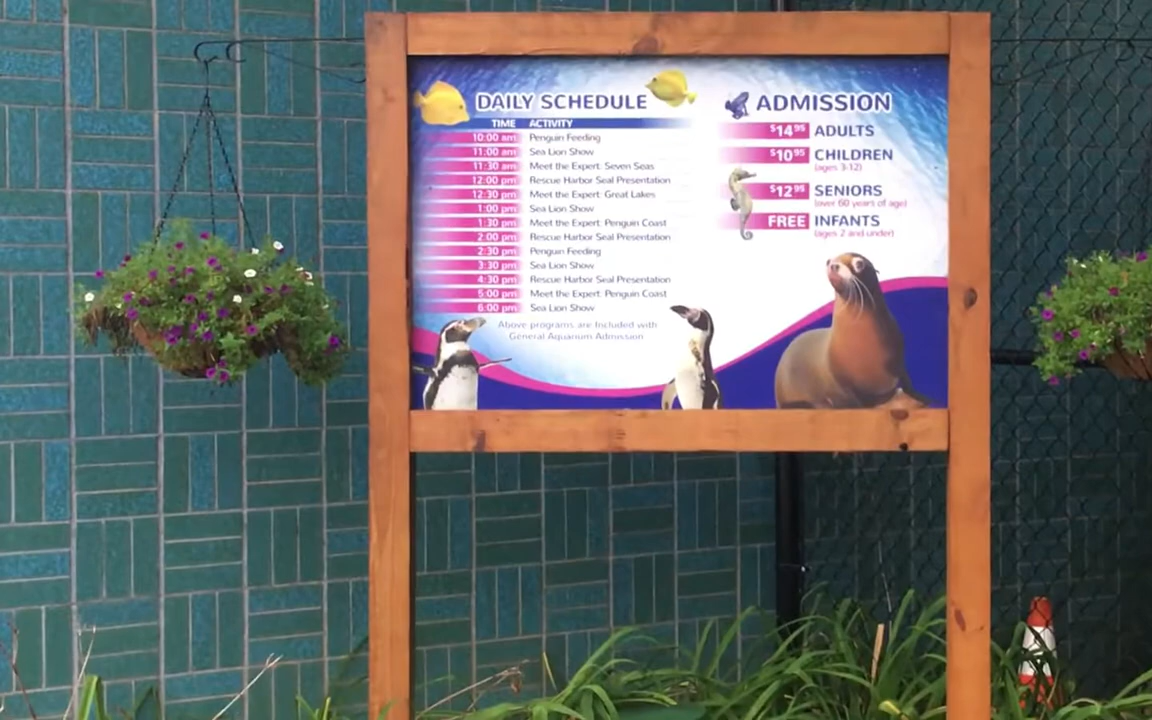 DAILY SCHEDULE
TIME ACTIVITY
10:00 am Penguin Feeding
11:00 am Sea Lion Show
11:30 am Meet the Expert: Seven Seas
12:00 pm Rescue Harbor Seal Presentation
12:30 pm Meet the Expert: Great Lakes
1:00 pm Sea Lion Show
1:30 pm Meet the Expert: Penguin Coast
2:00 pm Rescue Harbor Seal Presentation
2:30 pm Penguin Feeding
3:30 pm Sea Lion Show
4:30 pm Rescue Harbor Seal Presentation
5:00 pm Meet the Expert: Penguin Coast
6:00 pm Sea Lion Show
Above programs are Included with
General Aquarium Admission
ADMISSION
$14.95 ADULTS
$10.95 CHILDREN
(ages 3-12)
$12.95 SENIORS
(over 60 years of age)
FREE INFANTS
(ages 2 and under)